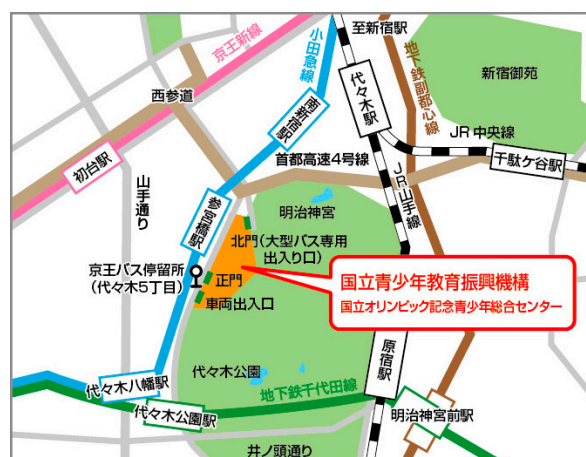 至新宿駅
京王新線
小田急線
地下鉄副都心線
新宿御苑
代々木駅
西参道
南新宿駅
JR中央線
千駄ケ谷駅
初台駅
首都高速4号線
山手通り
参宮橋駅
JR山手線
明治神宮
北門(大型バス専用
出入り口)
京王バス停留所
(代々木5丁目)
正門
車両出入口
国立青少年教育振興機構
国立オリンピック記念青少年総合センター
原宿駅
代々木公園
代々木八幡駅
地下鉄千代田線
代々木公園駅
明治神宮前駅
井ノ頭通り